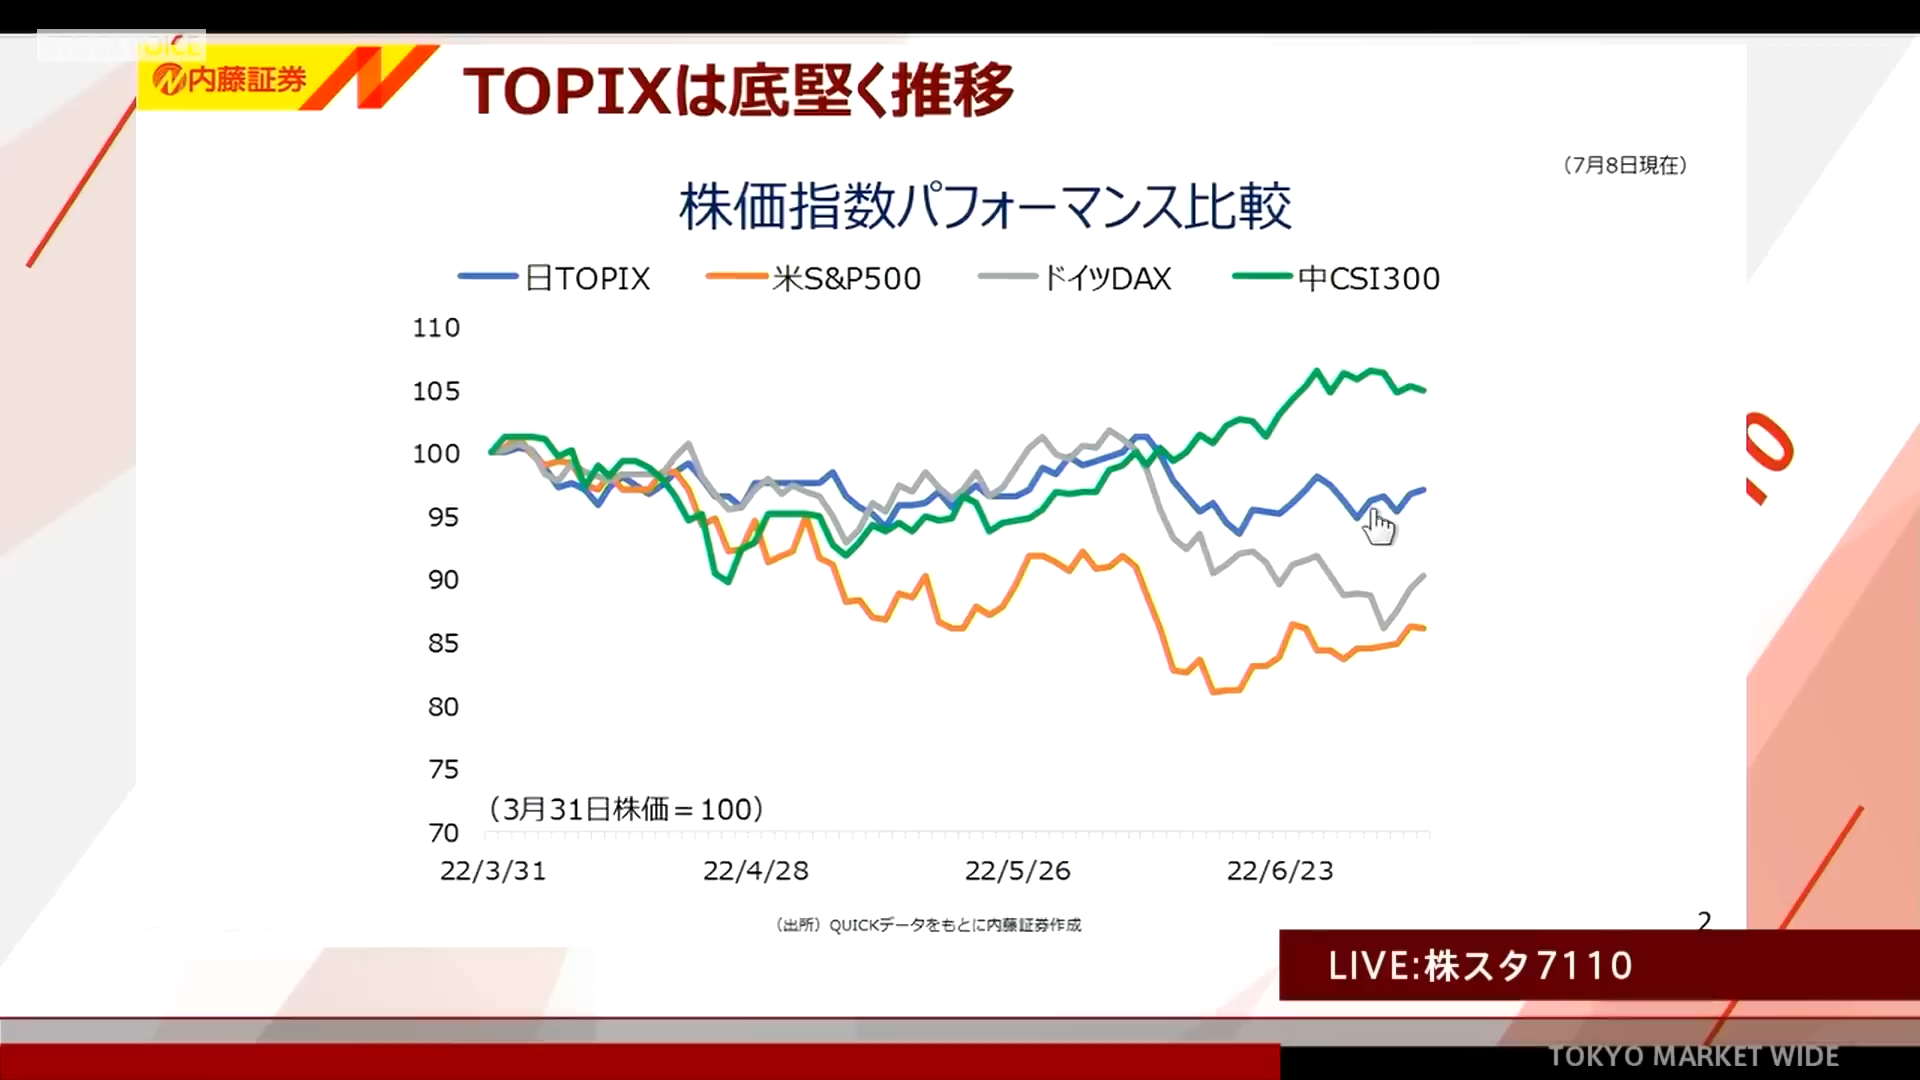 内藤証券
TOPIXは底堅く推移
（7月8日現在）
株価指数パフォーマンス比較
日TOPIX 米S&P500 ドイツDAX 中CSI300
110
105
100
95
90
85
80
75
70
（3月31日株価＝100）
22/3/31 22/4/28 22/5/26 22/6/23
（出所）QUICKデータをもとに内藤証券作成
2
10
LIVE:株スタ7110
TOKYO MARKET WIDE